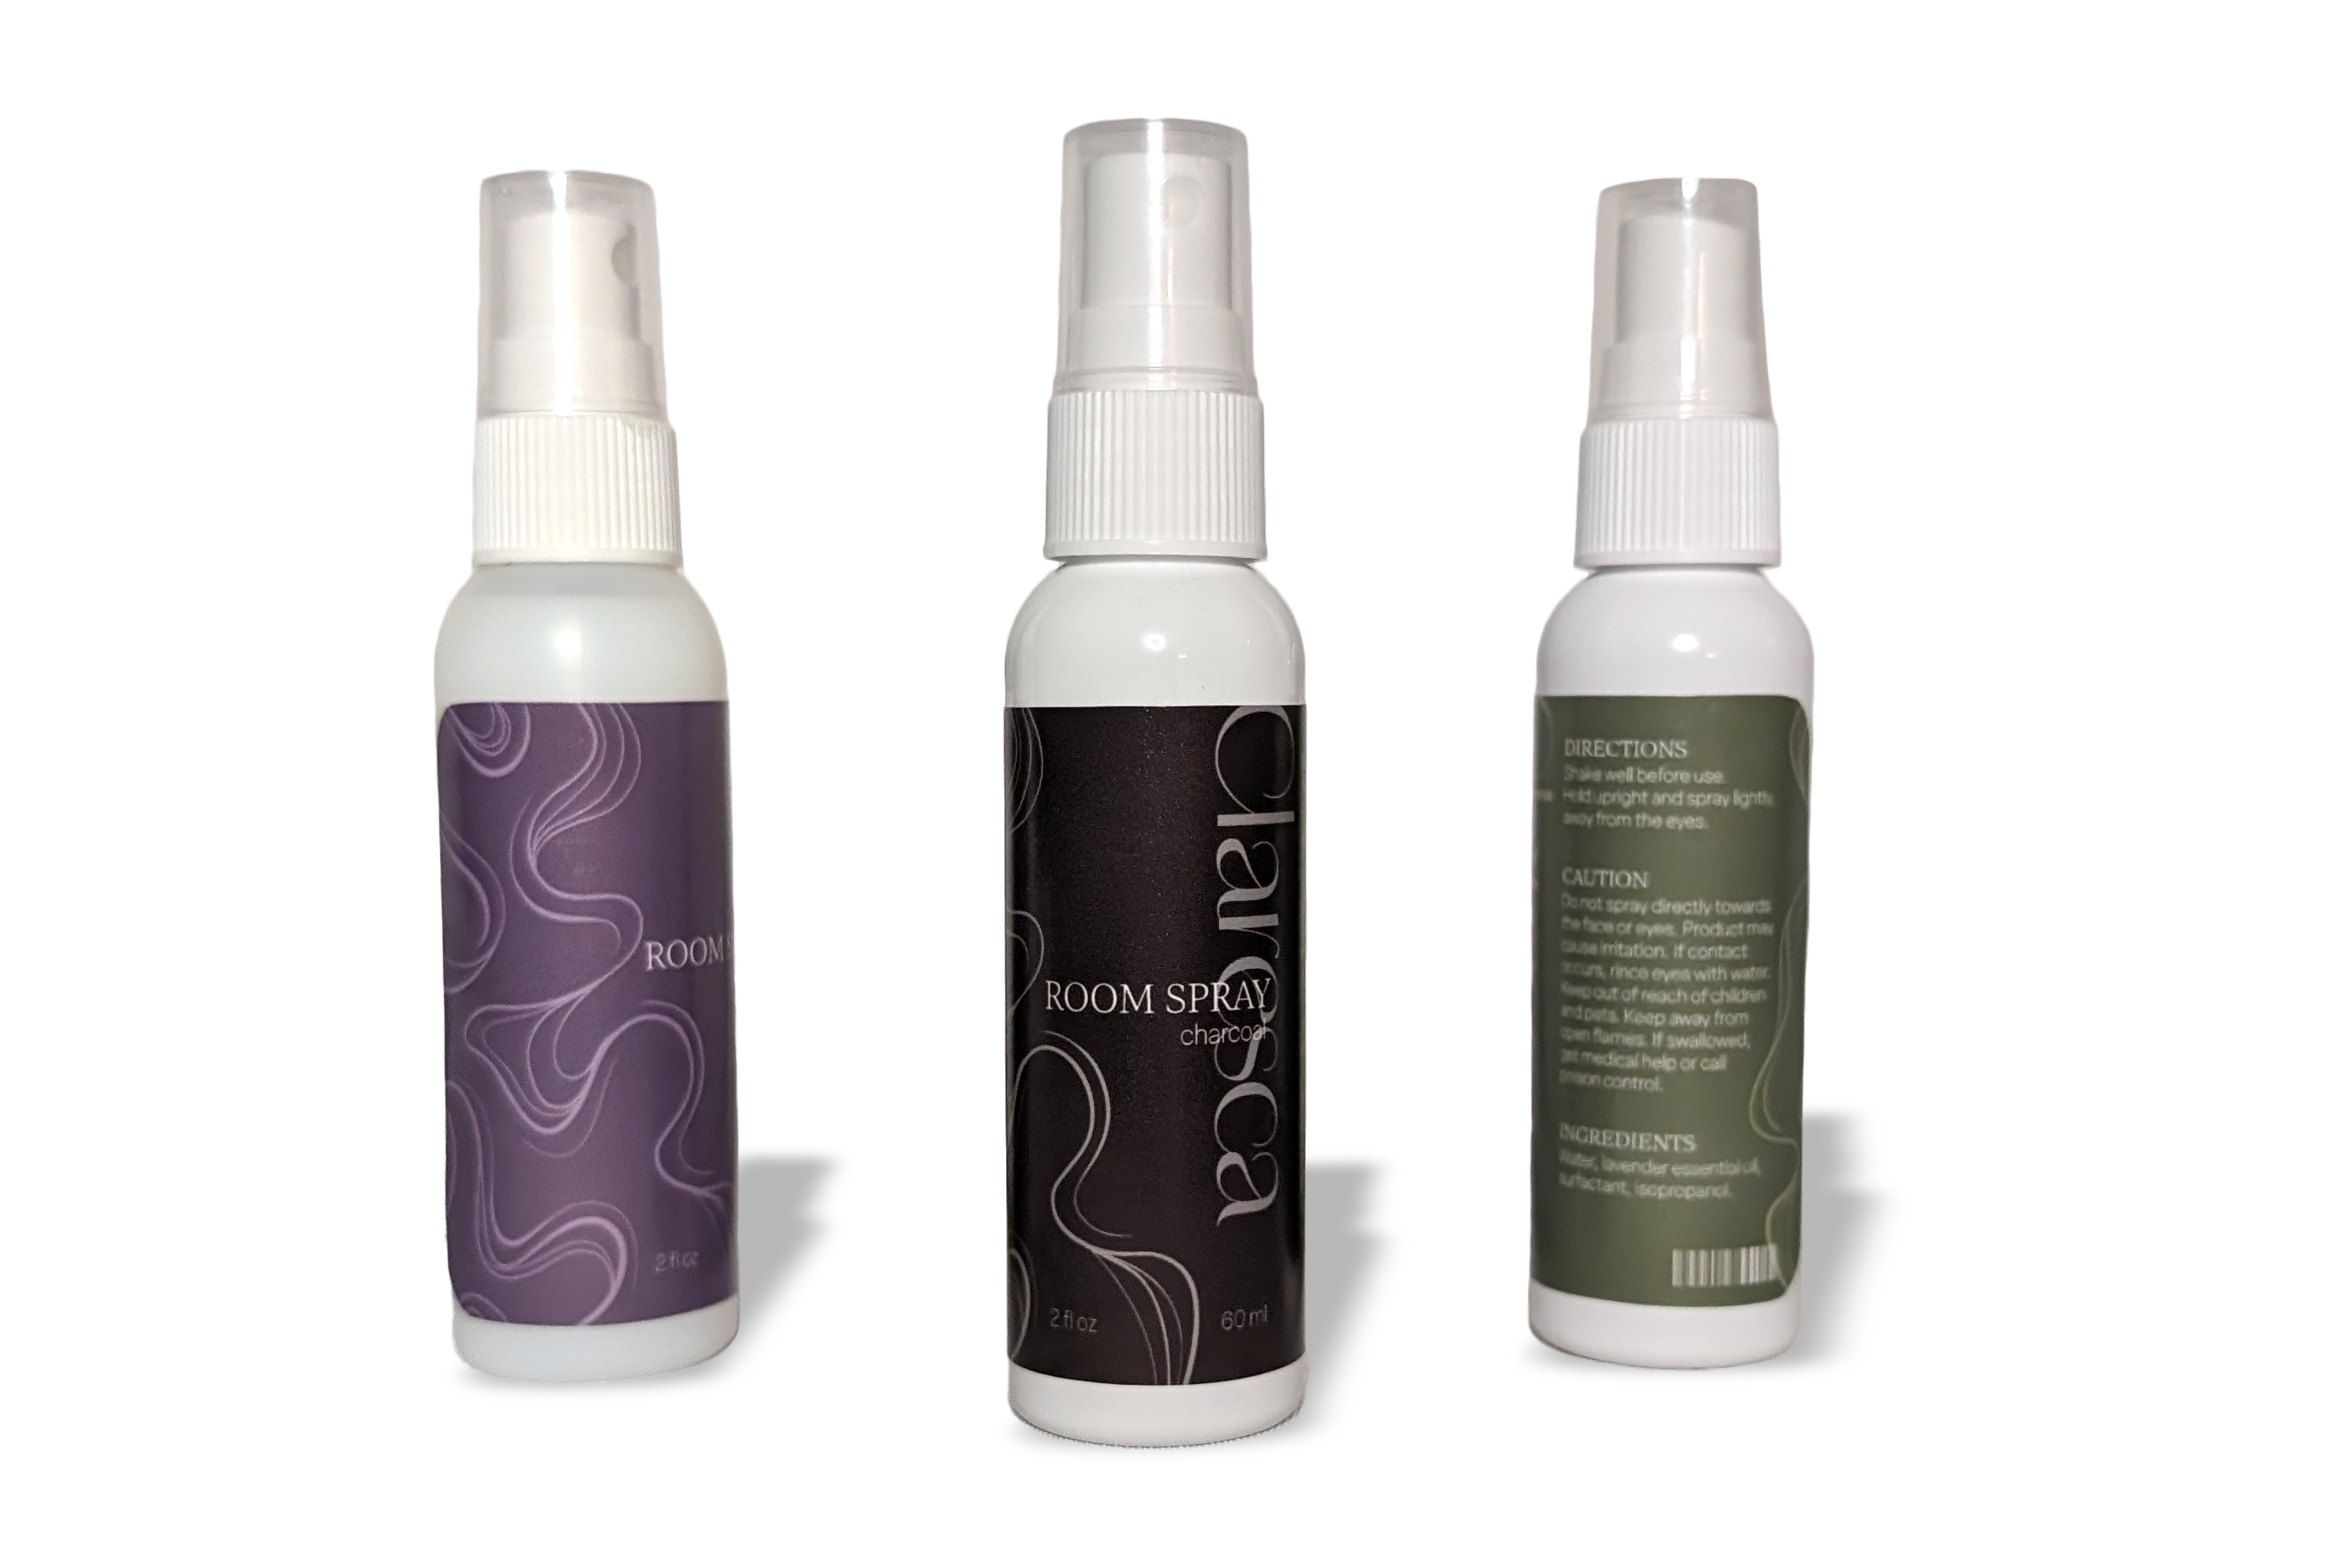 ROOM S
2 fl oz
Claresca
ROOM SPRAY
charcoal
2 fl oz
60 ml
DIRECTIONS
Shake well before use.
Hold upright and spray lightly
away from the eyes.
CAUTION
Do not spray directly towards
the face or eyes. Product may
cause irritation. If contact
occurs, rince eyes with water.
Keep out of reach of children
and pets. Keep away from
open flames. If swallowed,
get medical help or call
poison control.
INGREDIENTS
Water, lavender essential oil,
surfactant, isopropanol.